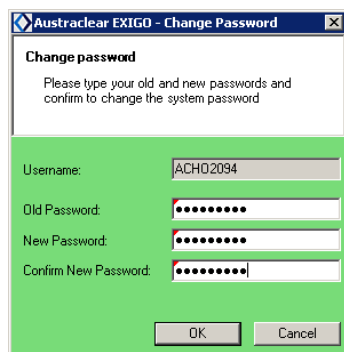 Austraclear EXIGO - Change Password
Change password
Please type your old and new passwords and
confirm to change the system password
Username: ACHO2094
Old Password: ●●●●●●●●●
New Password: ●●●●●●●●●
Confirm New Password: ●●●●●●●●●
OK Cancel